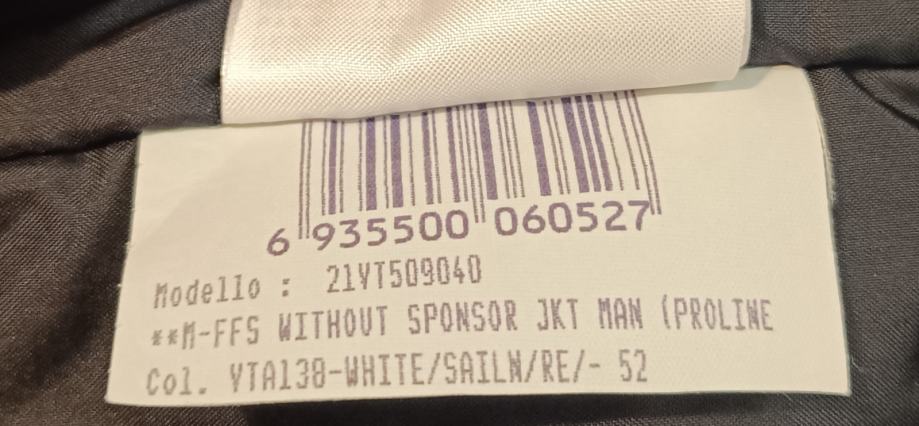 6 935500 060527
Modello : 21VT509040
**M-FFS WITHOUT SPONSOR JKT MAN (PROLINE
Col. VTA138-WHITE/SAILN/RE/- 52